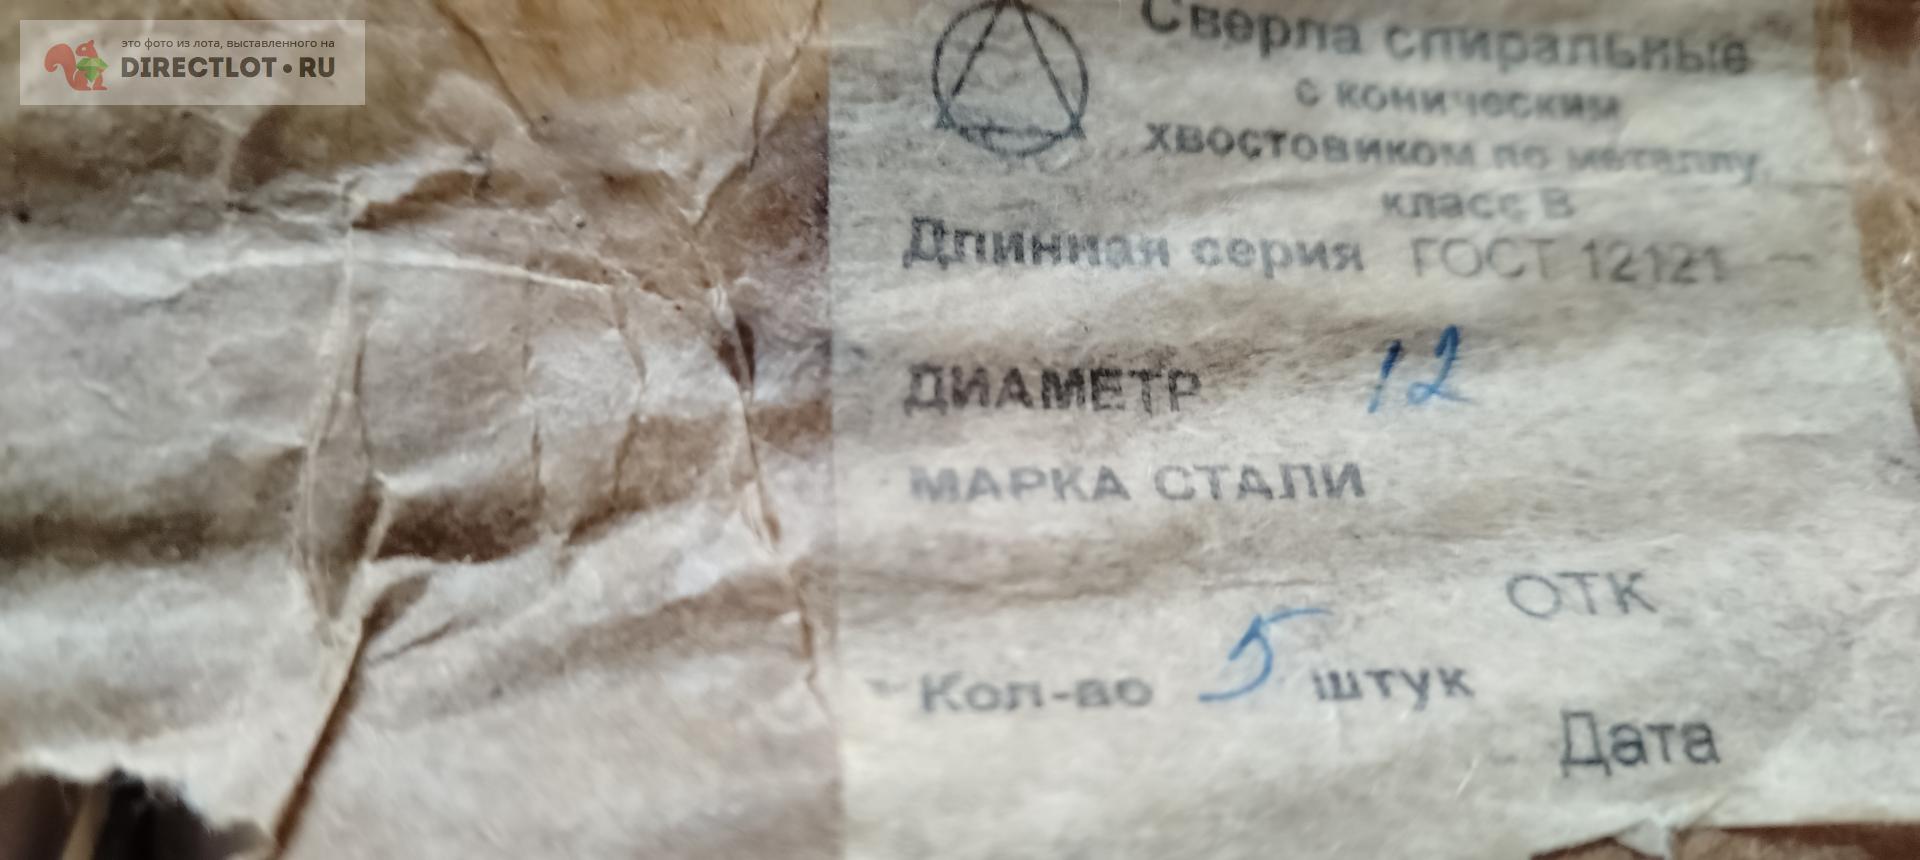 это фото из лота, выставленного на
DIRECTLOT•RU
Сверла спиральные
с коническим
хвостовиком по металлу
класс В
Длинная серия ГОСТ 12121 —
ДИАМЕТР 12
МАРКА СТАЛИ
ОТК
Кол-во 5 штук
Дата